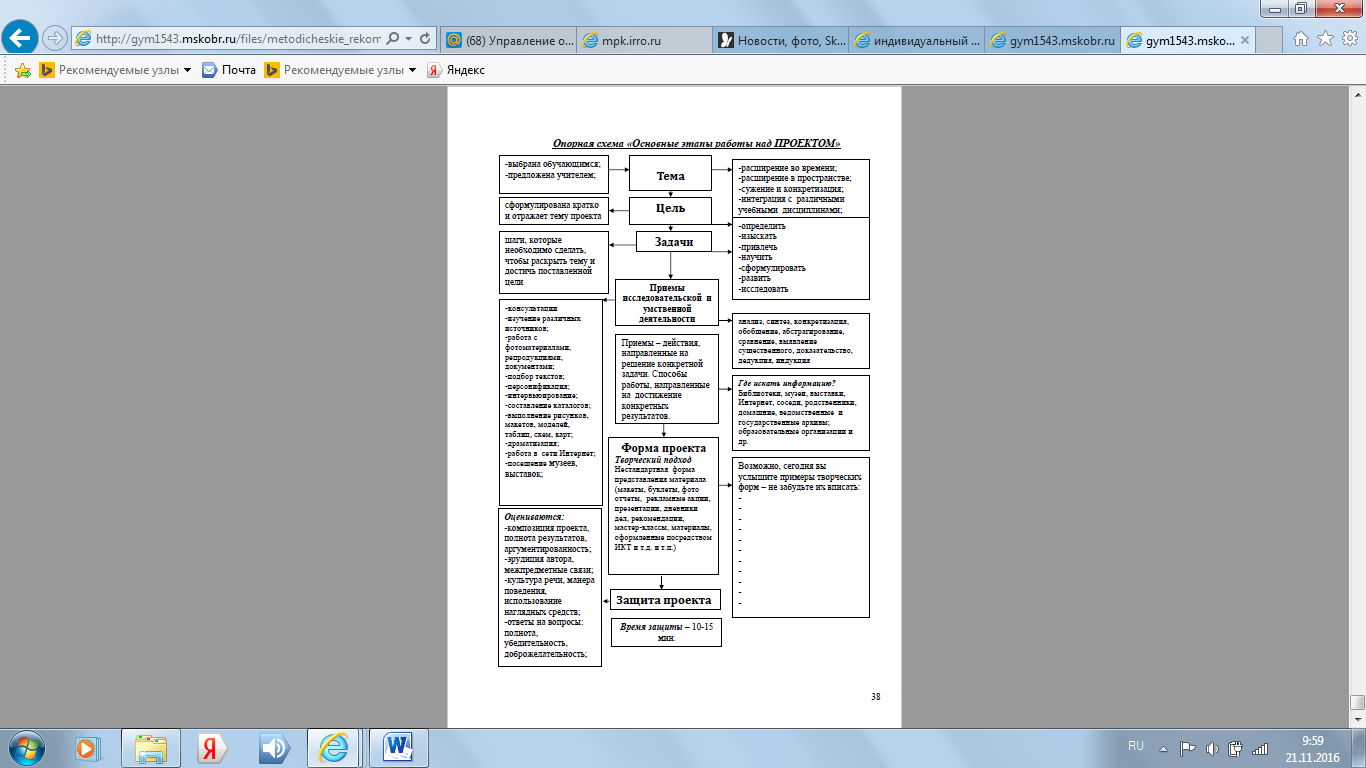 http://gym1543.mskobr.ru/files/metodicheskie_rekom
(68) Управление о...
mpk.irro.ru
Новости, фото, Sk...
индивидуальный ...
gym1543.mskobr.ru
gym1543.msko...
Рекомендуемые узлы
Почта
Рекомендуемые узлы
Яндекс
Опорная схема «Основные этапы работы над ПРОЕКТОМ»
-выбрана обучающимся;
-предложена учителем;
Тема
-расширение во времени;
-расширение в пространстве;
-сужение и конкретизация;
-интеграция с различными
учебными дисциплинами;
сформулирована кратко
и отражает тему проекта
Цель
-определить
-изыскать
-привлечь
-научить
-сформулировать
-развить
-исследовать
шаги, которые
необходимо сделать,
чтобы раскрыть тему и
достичь поставленной
цели
Задачи
Приемы
исследовательской и
умственной
деятельности
-консультации
-изучение различных
источников;
-работа с
фотоматериалами,
репродукциями,
документами;
-подбор текстов;
-персонификация;
-интервьюирование;
-составление каталогов;
-выполнение рисунков,
макетов, моделей,
таблиц, схем, карт;
-драматизация;
-работа в сети Интернет;
-посещение музеев,
выставок;
анализ, синтез, конкретизация,
обобщение, абстрагирование,
сравнение, выявление
существенного, доказательство,
дедукция, индукция
Приемы – действия,
направленные на
решение конкретной
задачи. Способы
работы, направленные
на достижение
конкретных
результатов.
Где искать информацию?
Библиотеки, музеи, выставки,
Интернет, соседи, родственники,
домашние, ведомственные и
государственные архивы;
образовательные организации и
др.
Форма проекта
Творческий подход
Нестандартная форма
представления материала
(макеты, буклеты, фото
отчеты, рекламные акции,
презентации, дневники
дел, рекомендации,
мастер-классы, материалы,
оформленные посредством
ИКТ и т.д. и т.п.)
Возможно, сегодня вы
услышите примеры творческих
форм – не забудьте их вписать:
-
-
-
-
-
-
-
-
-
-
-
Оцениваются:
-композиция проекта,
полнота результатов,
аргументированность;
-эрудиция автора,
межпредметные связи;
-культура речи, манера
поведения,
использование
наглядных средств;
-ответы на вопросы:
полнота,
убедительность,
доброжелательность;
Защита проекта
Время защиты – 10-15
мин.
38
RU
9:59
21.11.2016